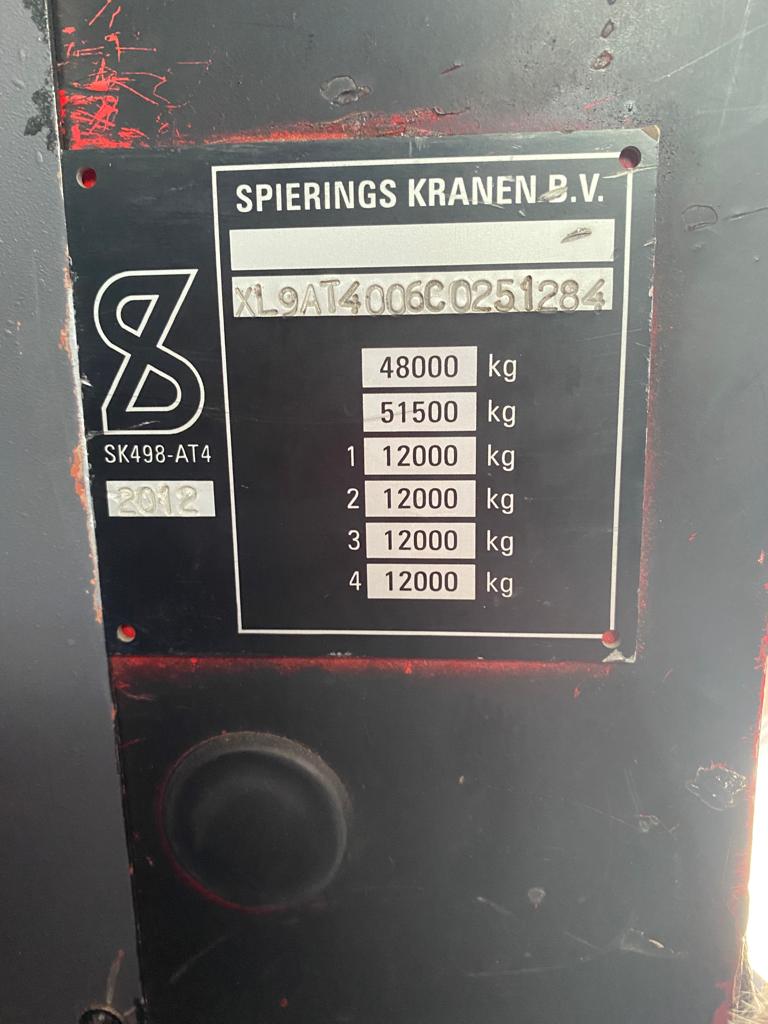 SPIERINGS KRANEN B.V.
XL9AT4006C0251284
48000 kg
51500 kg
SK498-AT4
1 12000 kg
2012
2 12000 kg
3 12000 kg
4 12000 kg